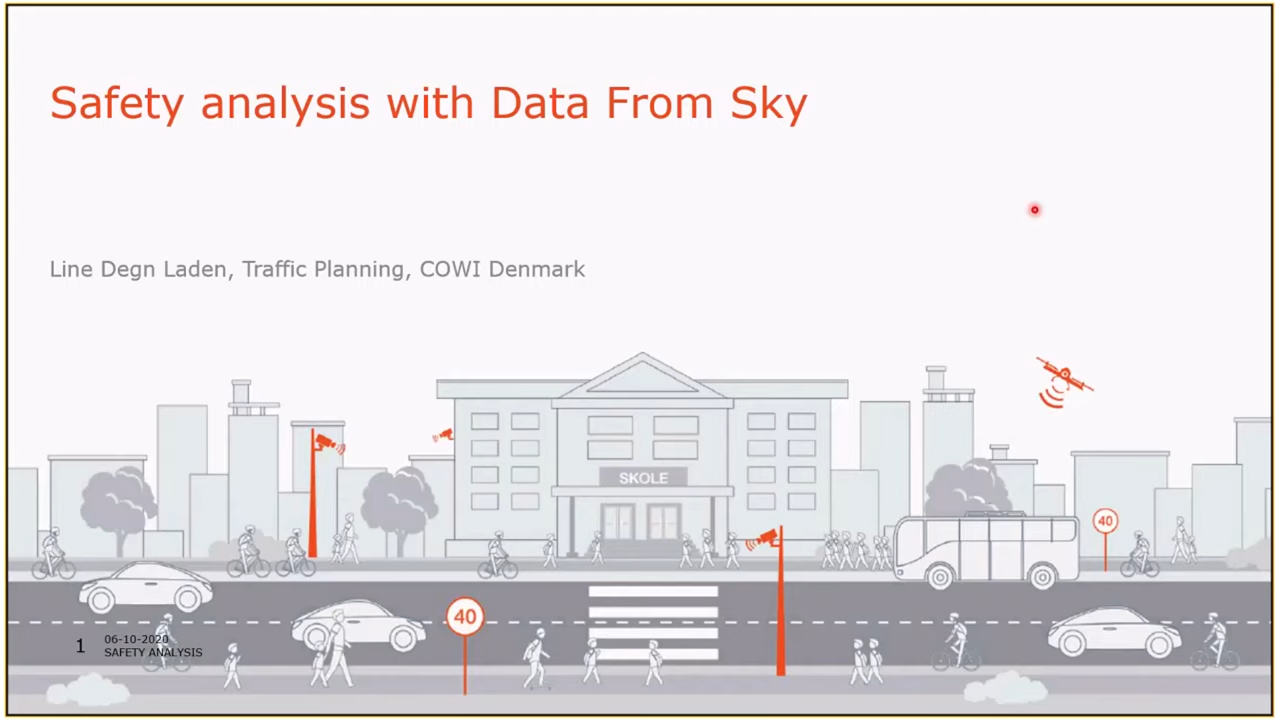 Safety analysis with Data From Sky
Line Degn Laden, Traffic Planning, COWI Denmark
SKOLE
40
40
1
06-10-2020
SAFETY ANALYSIS